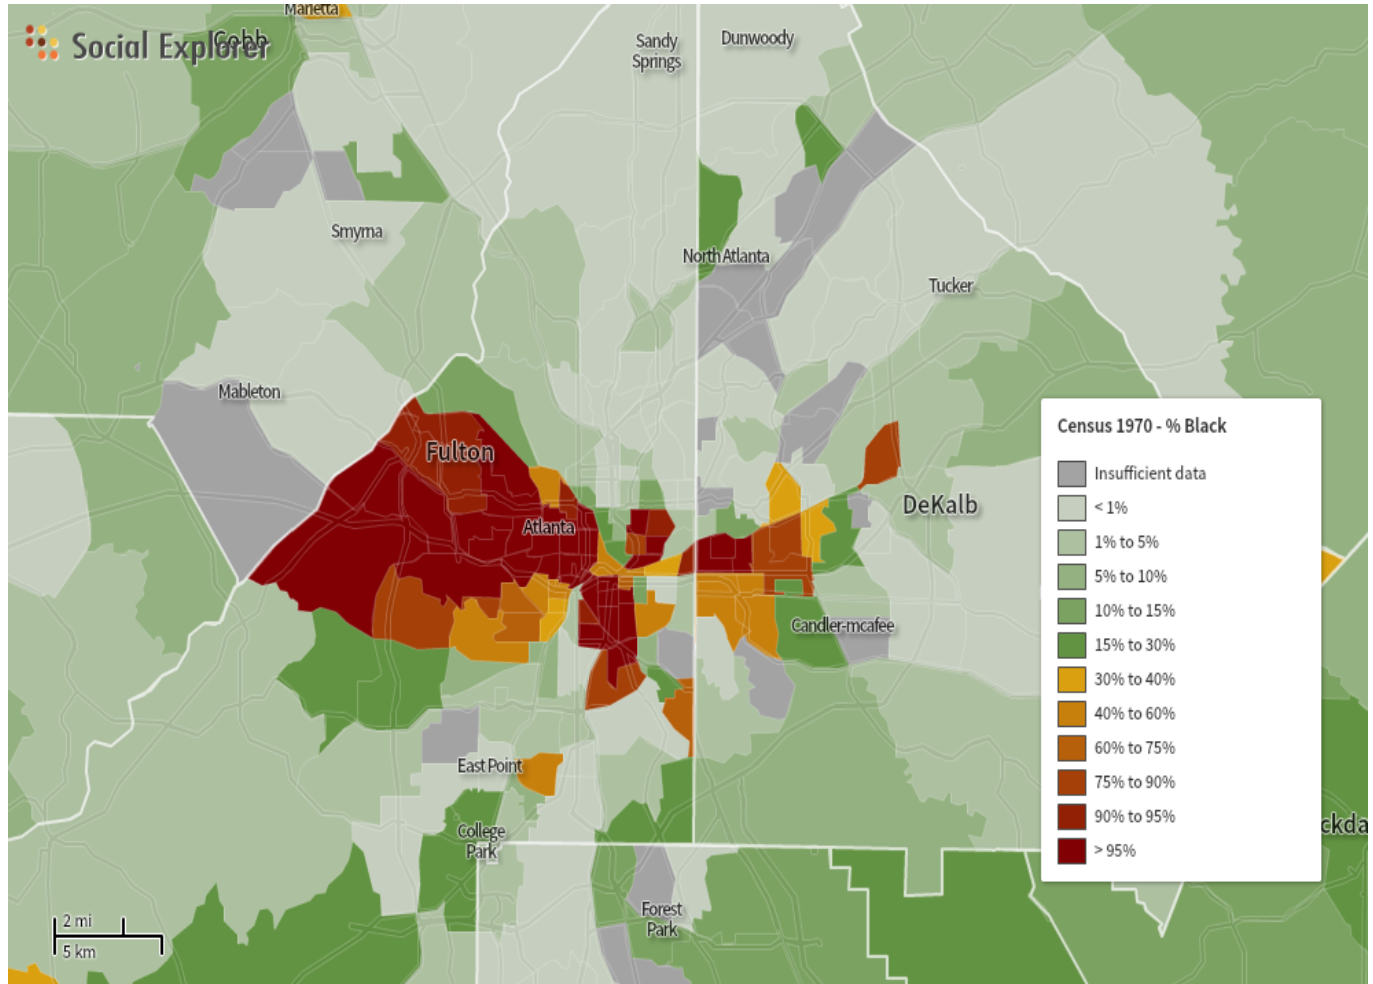 Marietta
Cobb
Social Explorer
Sandy
Springs
Dunwoody
Smyrna
North Atlanta
Tucker
Mableton
Fulton
Atlanta
DeKalb
Candler-mcafee
East Point
College
Park
Forest
Park
ckda
Census 1970 - % Black
Insufficient data
< 1%
1% to 5%
5% to 10%
10% to 15%
15% to 30%
30% to 40%
40% to 60%
60% to 75%
75% to 90%
90% to 95%
> 95%
2 mi
5 km